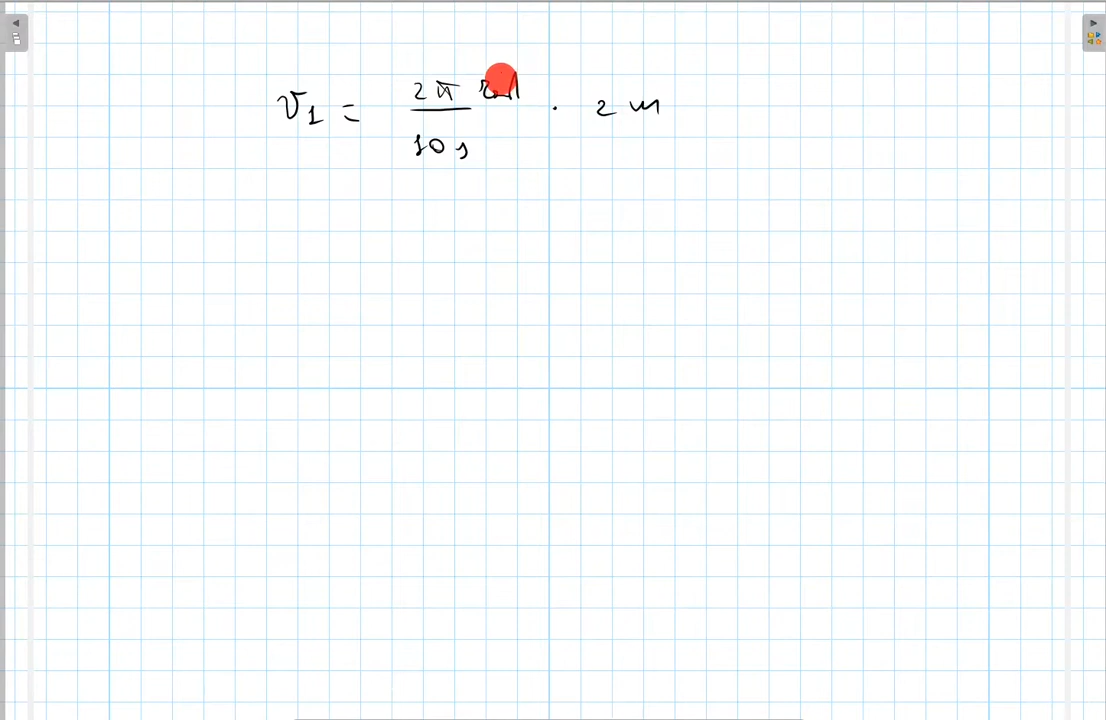 v₁ = 2π rad / 10 s · 2 m